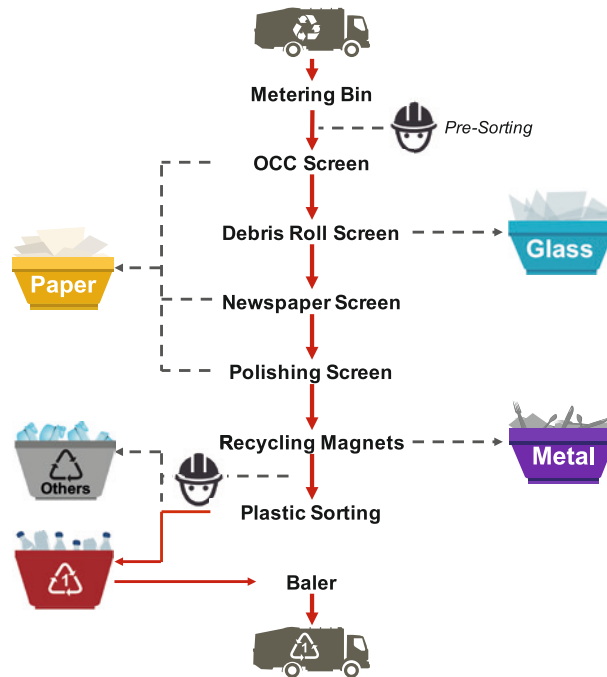 Metering Bin
Pre-Sorting
OCC Screen
Debris Roll Screen
Glass
Paper
Newspaper Screen
Polishing Screen
Recycling Magnets
Metal
Others
Plastic Sorting
1
Baler
1